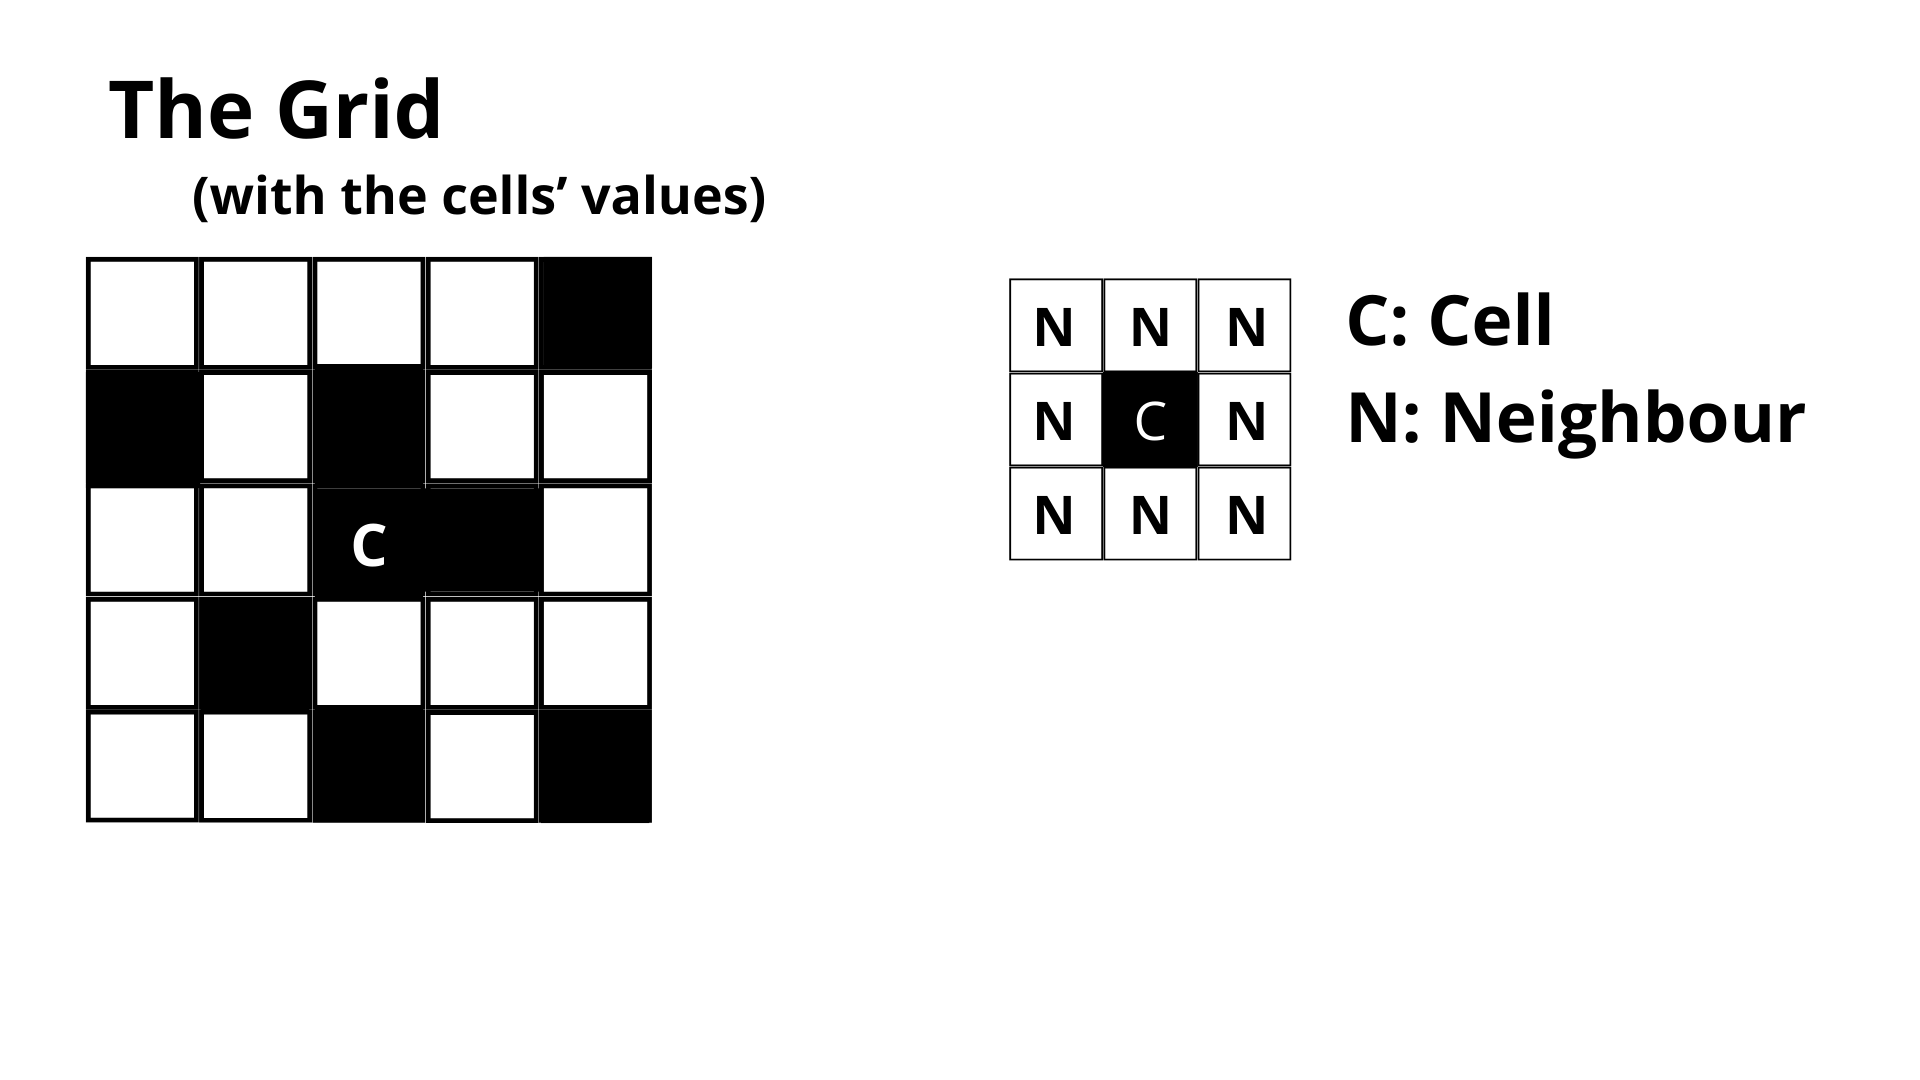 The Grid
(with the cells’ values)
C
N N N
N C N
N N N
C: Cell
N: Neighbour